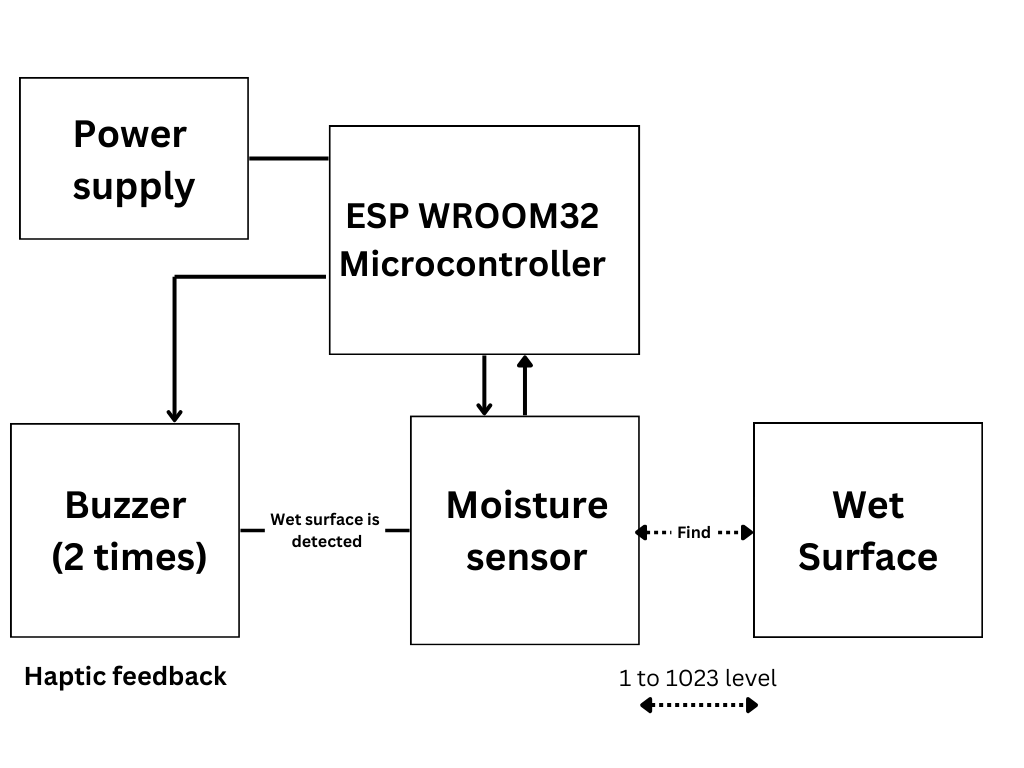 Power
supply
ESP WROOM32
Microcontroller
Buzzer
(2 times)
Wet surface is
detected
Moisture
sensor
Find
Wet
Surface
Haptic feedback
1 to 1023 level